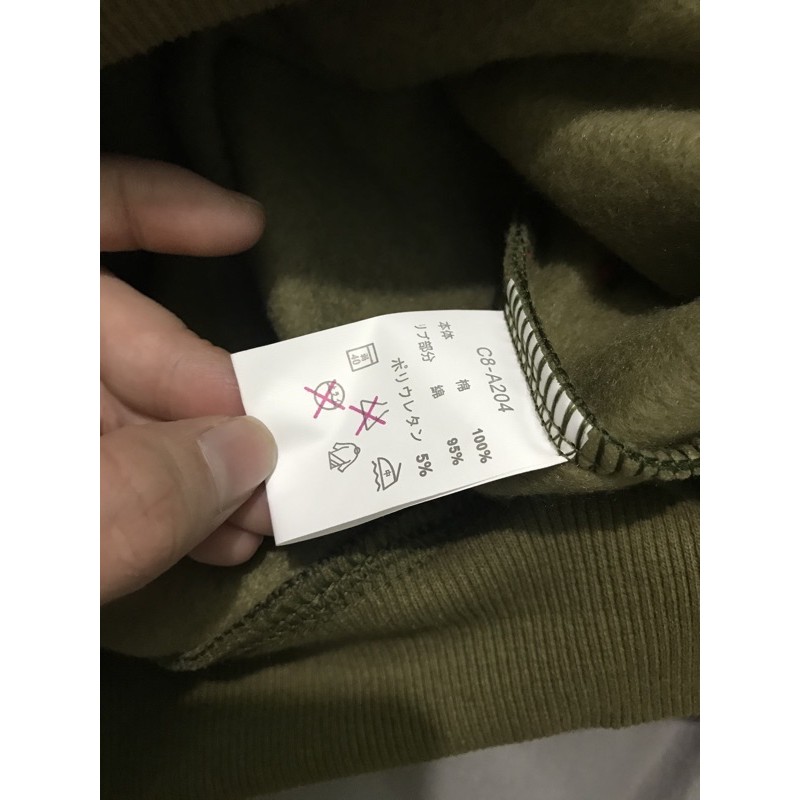 C8-A204
本体 棉 100%
リブ部分 綿 95%
ポリウレタン 5%
40
中